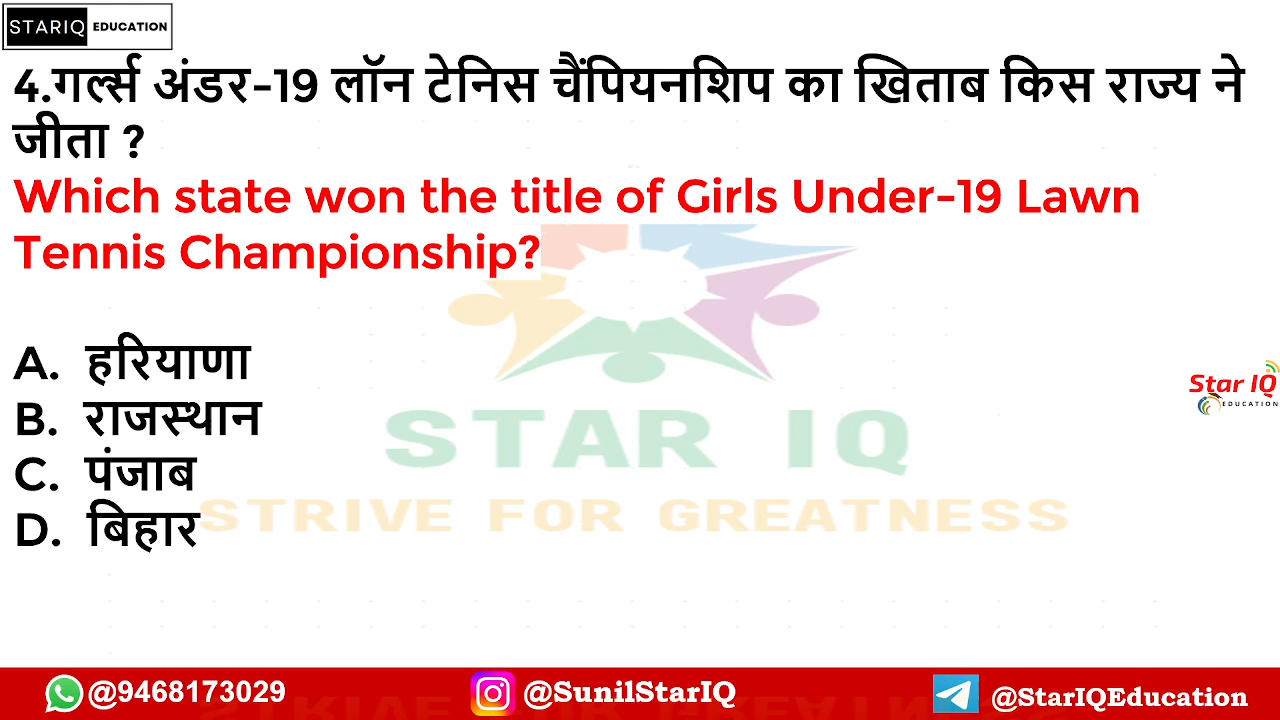 STARIQ EDUCATION
4.गर्ल्स अंडर-19 लॉन टेनिस चैंपियनशिप का खिताब किस राज्य ने
जीता ?
Which state won the title of Girls Under-19 Lawn
Tennis Championship?
A. हरियाणा
B. राजस्थान
C. पंजाब
D. बिहार
STAR IQ
STRIVE FOR GREATNESS
Star IQ
EDUCATION
@9468173029 @SunilStarIQ @StarIQEducation